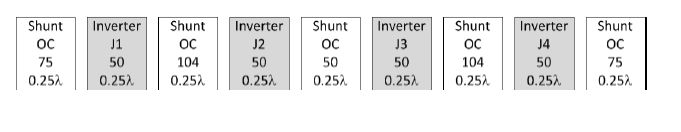 Shunt Inverter Shunt Inverter Shunt Inverter Shunt Inverter Shunt
OC J1 OC J2 OC J3 OC J4 OC
75 50 104 50 50 50 104 50 75
0.25λ 0.25λ 0.25λ 0.25λ 0.25λ 0.25λ 0.25λ 0.25λ 0.25λ